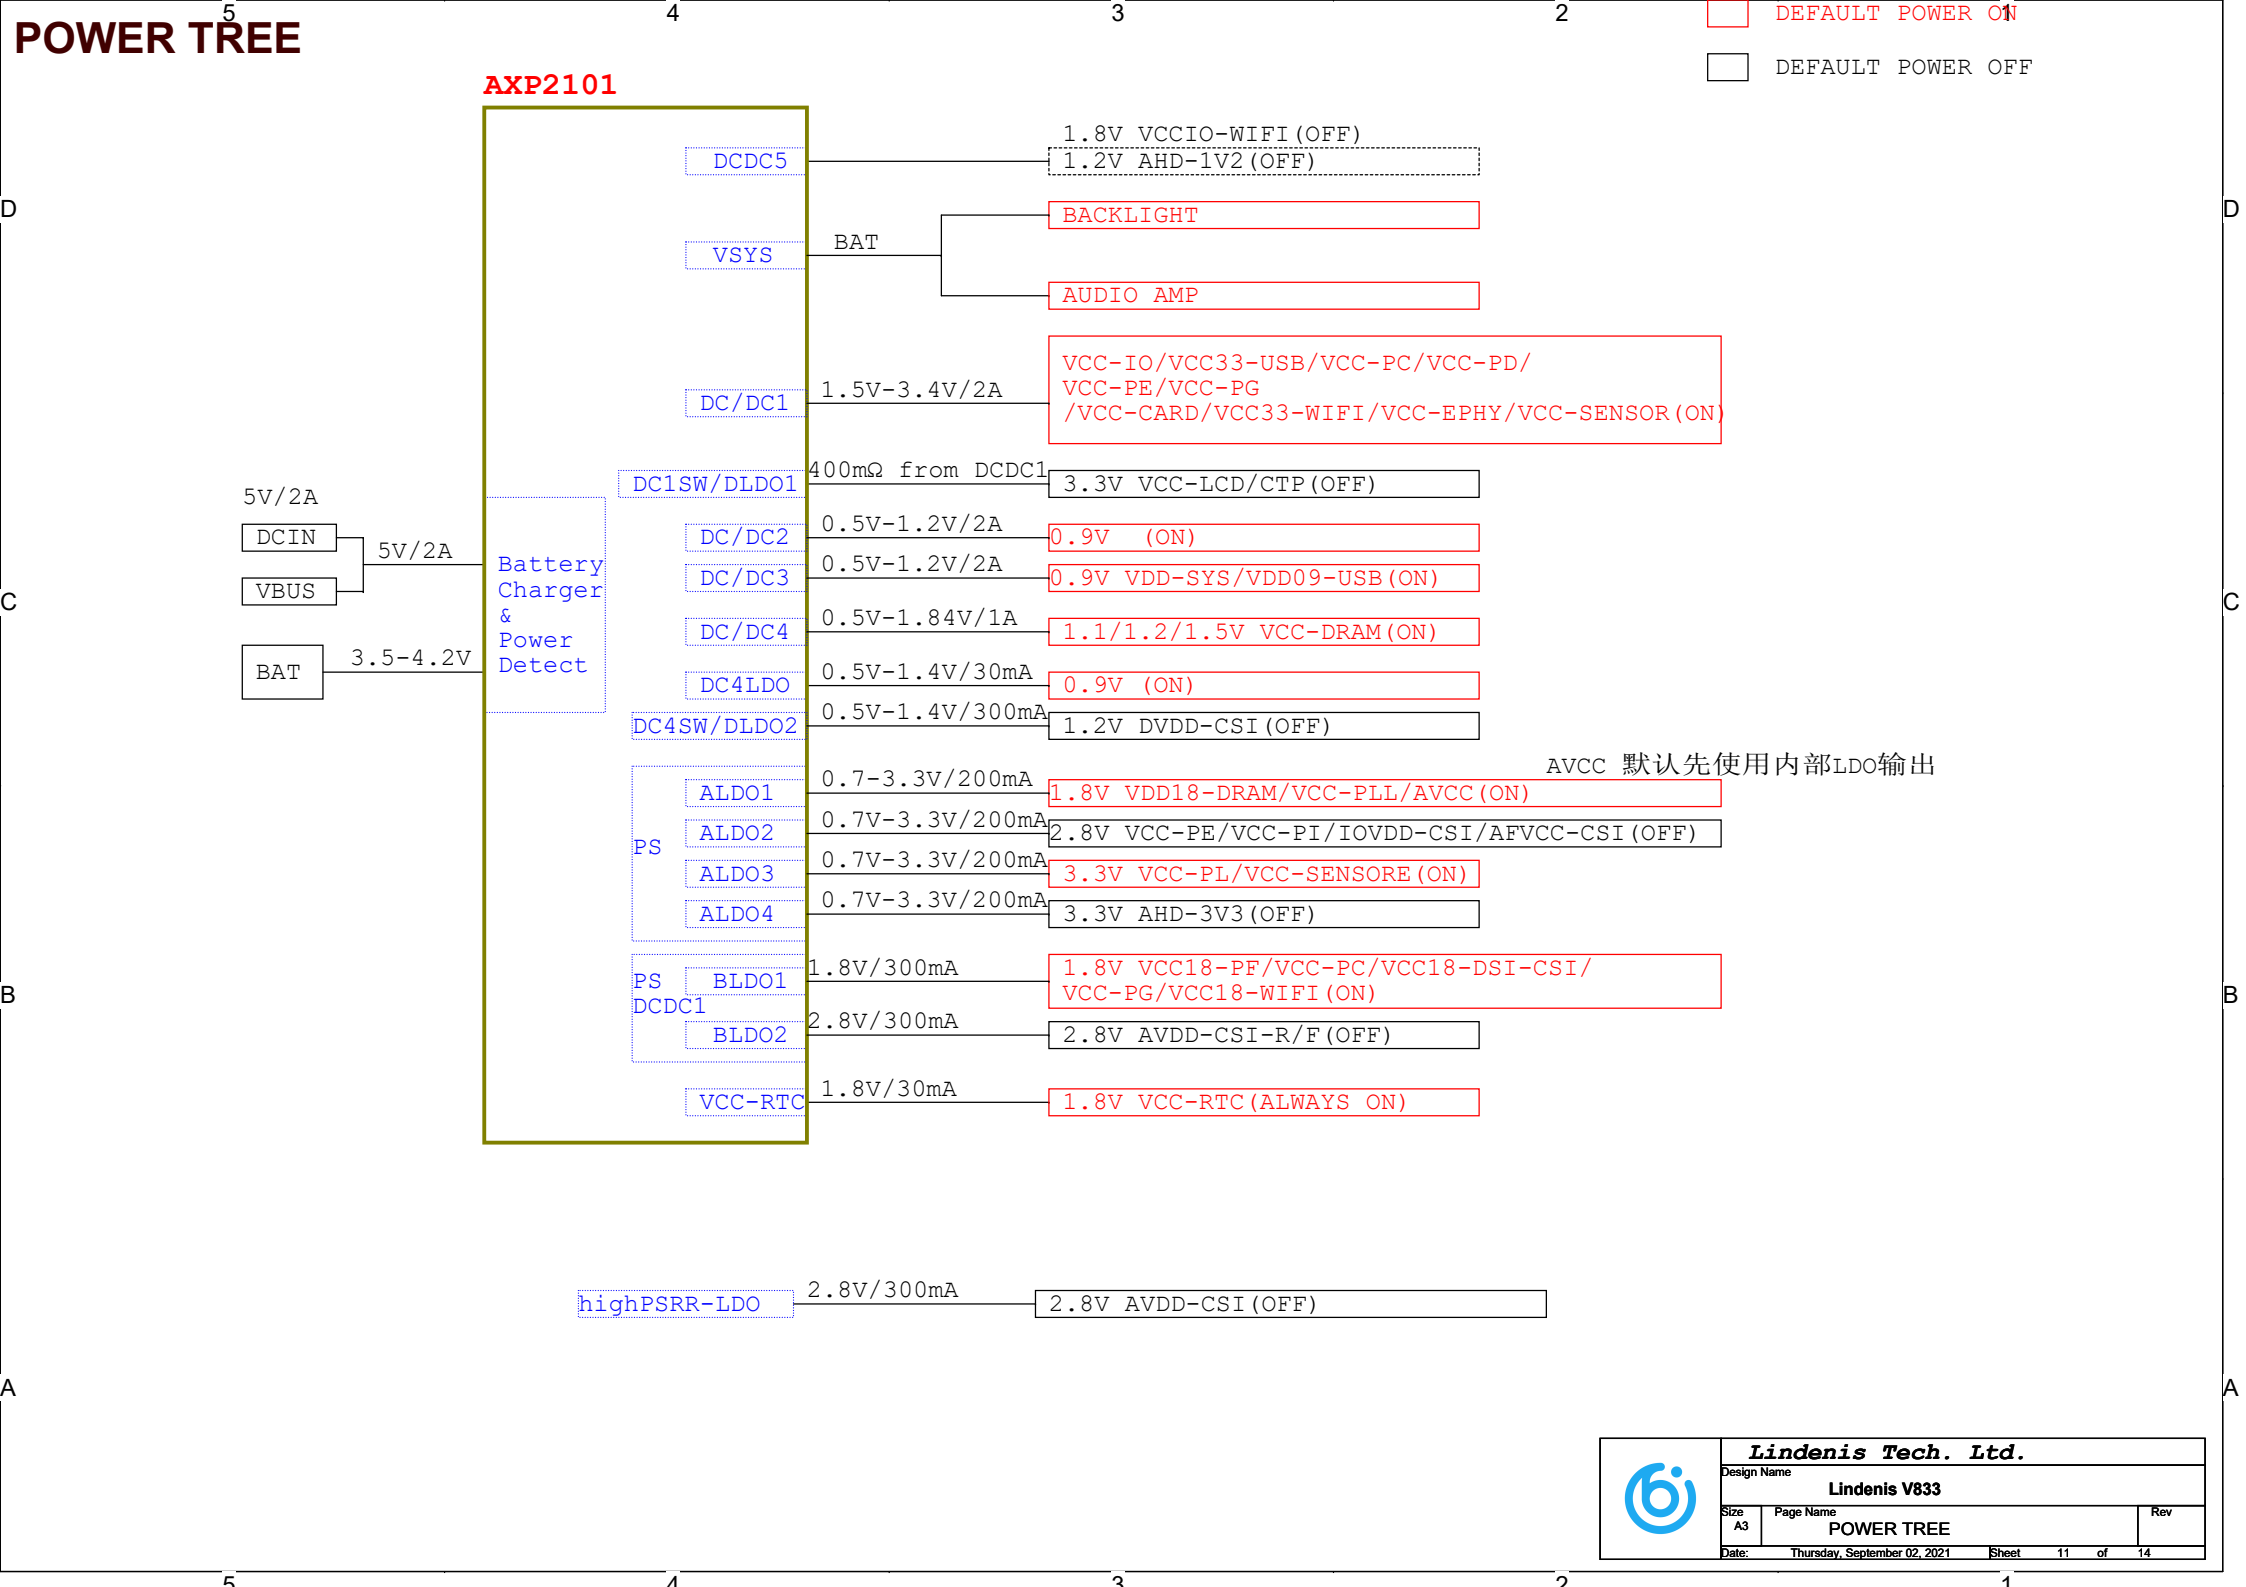 5 4 3 2 1
POWER TREE
DEFAULT POWER ON
DEFAULT POWER OFF
AXP2101
1.8V VCCIO-WIFI(OFF)
DCDC5
1.2V AHD-1V2(OFF)
D D
BACKLIGHT
VSYS
BAT
AUDIO AMP
DC/DC1
1.5V-3.4V/2A
VCC-IO/VCC33-USB/VCC-PC/VCC-PD/
VCC-PE/VCC-PG
/VCC-CARD/VCC33-WIFI/VCC-EPHY/VCC-SENSOR(ON)
DC1SW/DLDO1
400mΩ from DCDC1
3.3V VCC-LCD/CTP(OFF)
5V/2A
DCIN
VBUS
5V/2A
BAT
3.5-4.2V
Battery
Charger
&
Power
Detect
DC/DC2
0.5V-1.2V/2A
0.9V (ON)
DC/DC3
0.5V-1.2V/2A
0.9V VDD-SYS/VDD09-USB(ON)
C C
DC/DC4
0.5V-1.84V/1A
1.1/1.2/1.5V VCC-DRAM(ON)
DC4LDO
0.5V-1.4V/30mA
0.9V (ON)
DC4SW/DLDO2
0.5V-1.4V/300mA
1.2V DVDD-CSI(OFF)
AVCC 默认先使用内部LDO输出
PS
ALDO1
0.7-3.3V/200mA
1.8V VDD18-DRAM/VCC-PLL/AVCC(ON)
ALDO2
0.7V-3.3V/200mA
2.8V VCC-PE/VCC-PI/IOVDD-CSI/AFVCC-CSI(OFF)
ALDO3
0.7V-3.3V/200mA
3.3V VCC-PL/VCC-SENSORE(ON)
ALDO4
0.7V-3.3V/200mA
3.3V AHD-3V3(OFF)
PS
DCDC1
BLDO1
1.8V/300mA
1.8V VCC18-PF/VCC-PC/VCC18-DSI-CSI/
VCC-PG/VCC18-WIFI(ON)
B B
BLDO2
2.8V/300mA
2.8V AVDD-CSI-R/F(OFF)
VCC-RTC
1.8V/30mA
1.8V VCC-RTC(ALWAYS ON)
highPSRR-LDO
2.8V/300mA
2.8V AVDD-CSI(OFF)
A A
Lindenis Tech. Ltd.
Design Name
Lindenis V833
Size
A3
Page Name
POWER TREE
Rev
Date: Thursday, September 02, 2021 Sheet 11 of 14
5 4 3 2 1